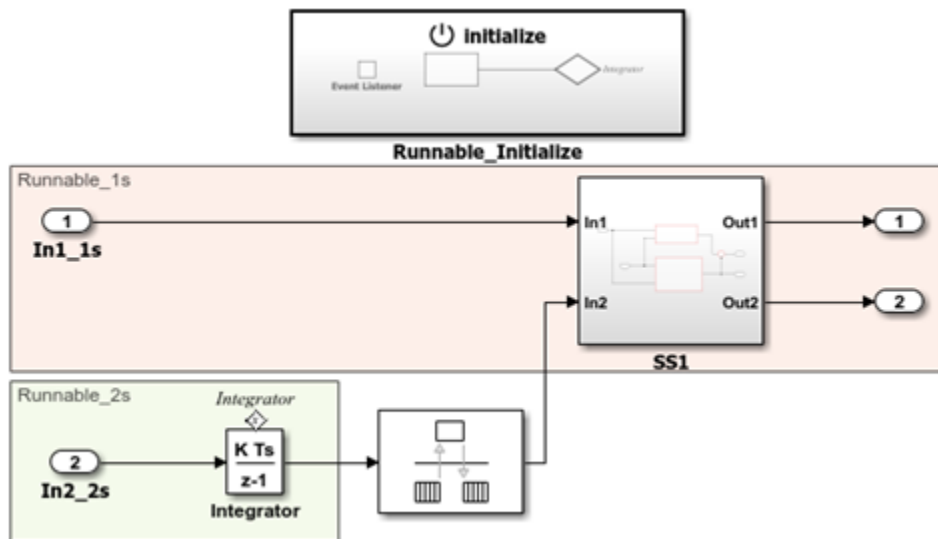 initialize
Event Listener
Integrator
Runnable_Initialize
Runnable_1s
1
In1_1s
In1
In2
Out1
Out2
SS1
1
2
Runnable_2s
Integrator
x
2
In2_2s
K Ts
z-1
Integrator